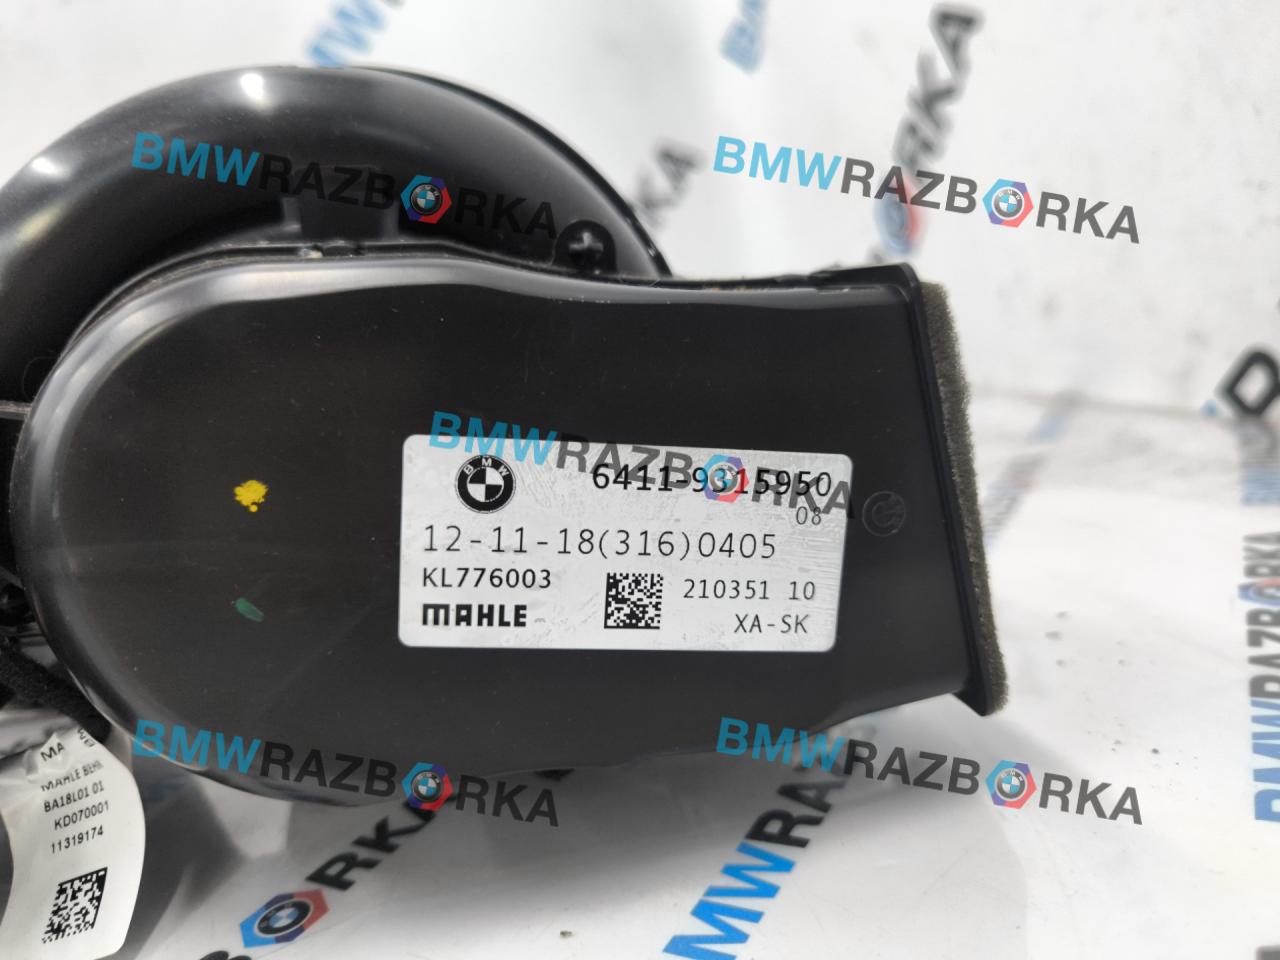 BMWRAZBORKA
BMWRAZBORKA
BMWRAZBORKA
6411-9315950
08
12-11-18(316)0405
KL776003
210351 10
MAHLE
XA-SK
BMWRAZBORKA
BMWRAZBORKA
MAHLE BEHR
BA18L01 01
KD070001
11319174